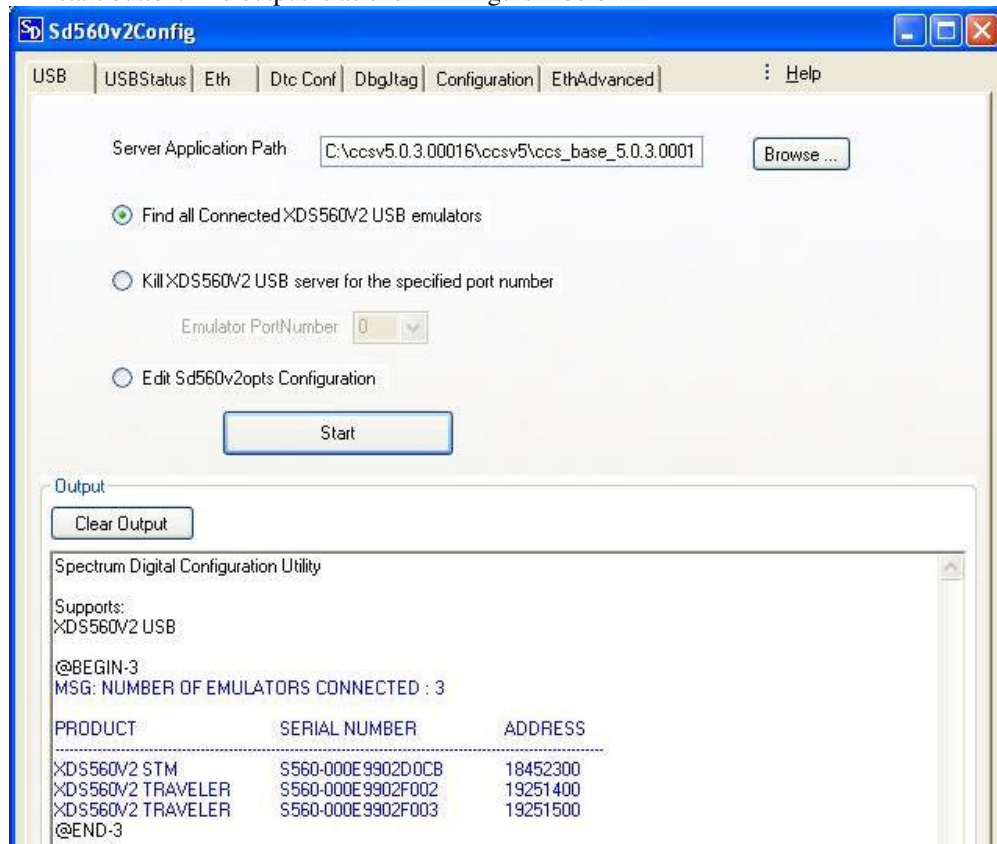 Sd560v2Config
USB USBStatus Eth Dtc Conf DbgJtag Configuration EthAdvanced Help
Server Application Path C:\ccsv5.0.3.00016\ccsv5\ccs_base_5.0.3.0001 Browse ...
Find all Connected XDS560V2 USB emulators
Kill XDS560V2 USB server for the specified port number
Emulator PortNumber 0
Edit Sd560v2opts Configuration
Start
Output
Clear Output
Spectrum Digital Configuration Utility
Supports:
XDS560V2 USB
@BEGIN-3
MSG: NUMBER OF EMULATORS CONNECTED : 3
PRODUCT SERIAL NUMBER ADDRESS
XDS560V2 STM S560-000E9902D0CB 18452300
XDS560V2 TRAVELER S560-000E9902F002 19251400
XDS560V2 TRAVELER S560-000E9902F003 19251500
@END-3